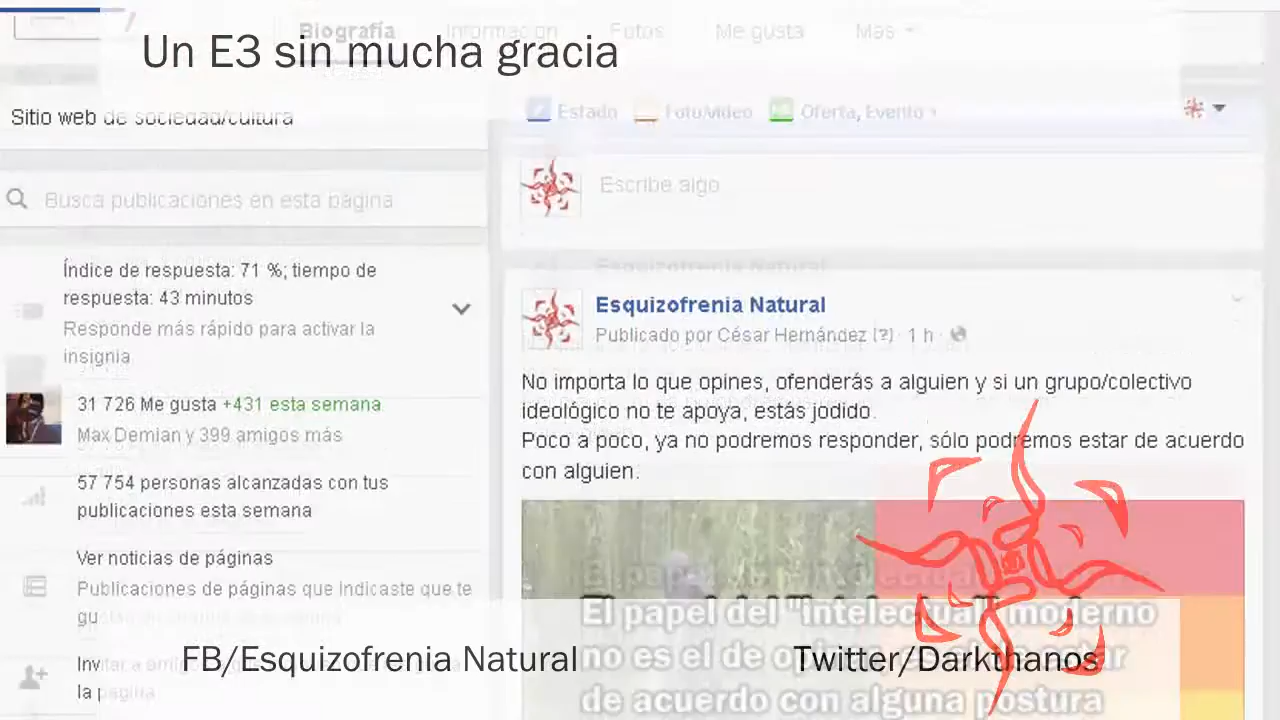 Biografía Información Fotos Me gusta Más
Un E3 sin mucha gracia
Sitio web de sociedad/cultura
Estado Foto/video Oferta, Evento +
Busca publicaciones en esta página
Escribe algo
Índice de respuesta: 71 %; tiempo de
respuesta: 43 minutos
Responde más rápido para activar la
insignia
31 726 Me gusta +431 esta semana
Max Demian y 399 amigos más
57 754 personas alcanzadas con tus
publicaciones esta semana
Ver noticias de páginas
Publicaciones de páginas que indicaste que te
Esquizofrenia Natural
Esquizofrenia Natural
Publicado por César Hernández [?] · 1 h ·
No importa lo que opines, ofenderás a alguien y si un grupo/colectivo
ideológico no te apoya, estás jodido.
Poco a poco, ya no podremos responder, sólo podremos estar de acuerdo
con alguien.
El papel del "intelectual" moderno
no es el de
de acuerdo con alguna postura
FB/Esquizofrenia Natural
Twitter/Darkthanos
la página